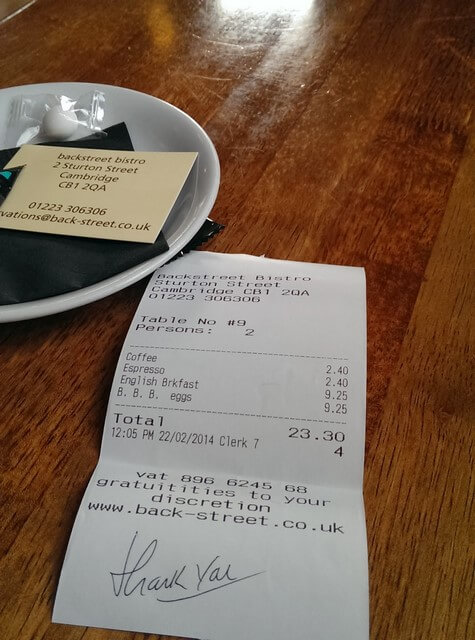 backstreet bistro
2 Sturton Street
Cambridge
CB1 2QA
01223 306306
vations@back-street.co.uk
Backstreet Bistro
Sturton Street
Cambridge CB1 2QA
01223 306306
Table No #9
Persons: 2
Coffee 2.40
Espresso 2.40
English Brkfast 9.25
B. B. B. eggs 9.25
Total 23.30
12:05 PM 22/02/2014 Clerk 7 4
vat 896 6245 68
gratuitities to your
discretion
www.back-street.co.uk
Thank You